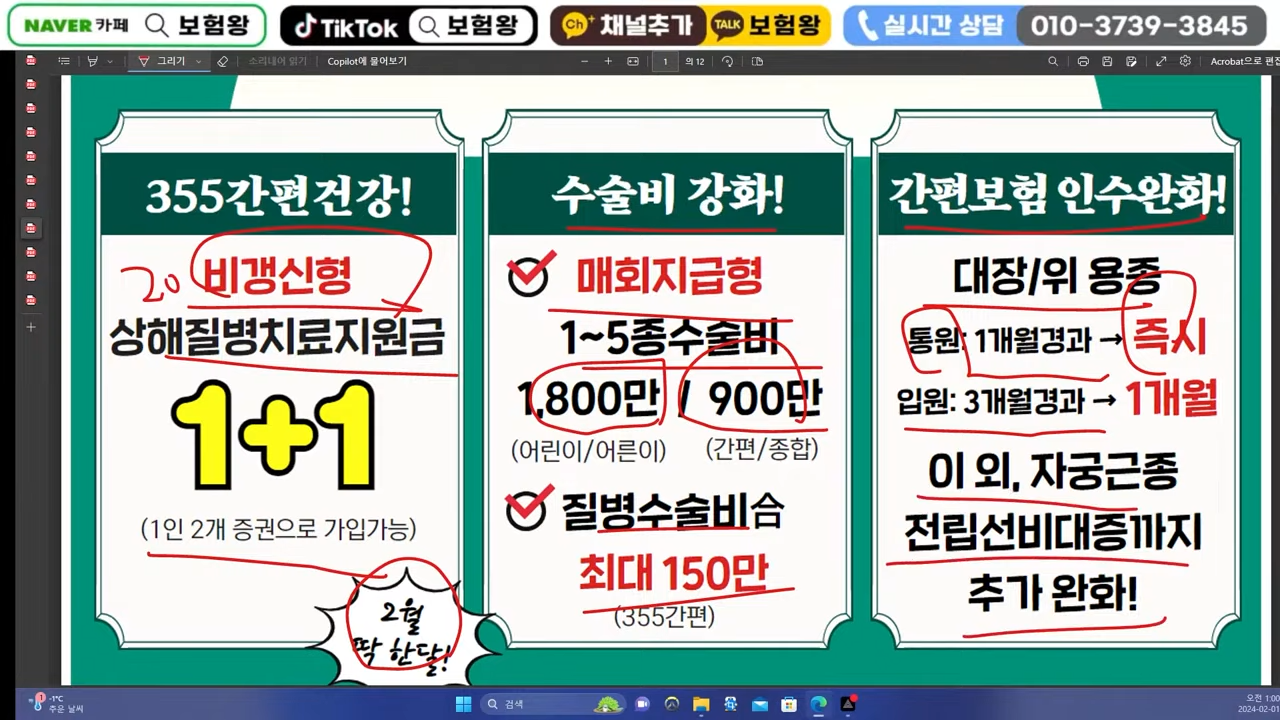 NAVER 카페 보험왕
TikTok 보험왕
Ch+ 채널추가 TALK 보험왕
실시간 상담 010-3739-3845
그리기 소리내어 읽기 Copilot에 물어보기
1 의 12
Acrobat으로 편집
355간편건강!
20 비갱신형
상해질병치료지원금
1+1
(1인 2개 증권으로 가입가능)
2월
딱 한달!
수술비 강화!
매회지급형
1~5종수술비
1,800만 / 900만
(어린이/어른이) (간편/종합)
질병수술비合
최대 150만
(355간편)
간편보험 인수완화!
대장/위 용종
통원: 1개월경과 → 즉시
입원: 3개월경과 → 1개월
이 외, 자궁근종
전립선비대증까지
추가 완화!
1
-1°C
추운 날씨
검색
오전 1:00
2024-02-01